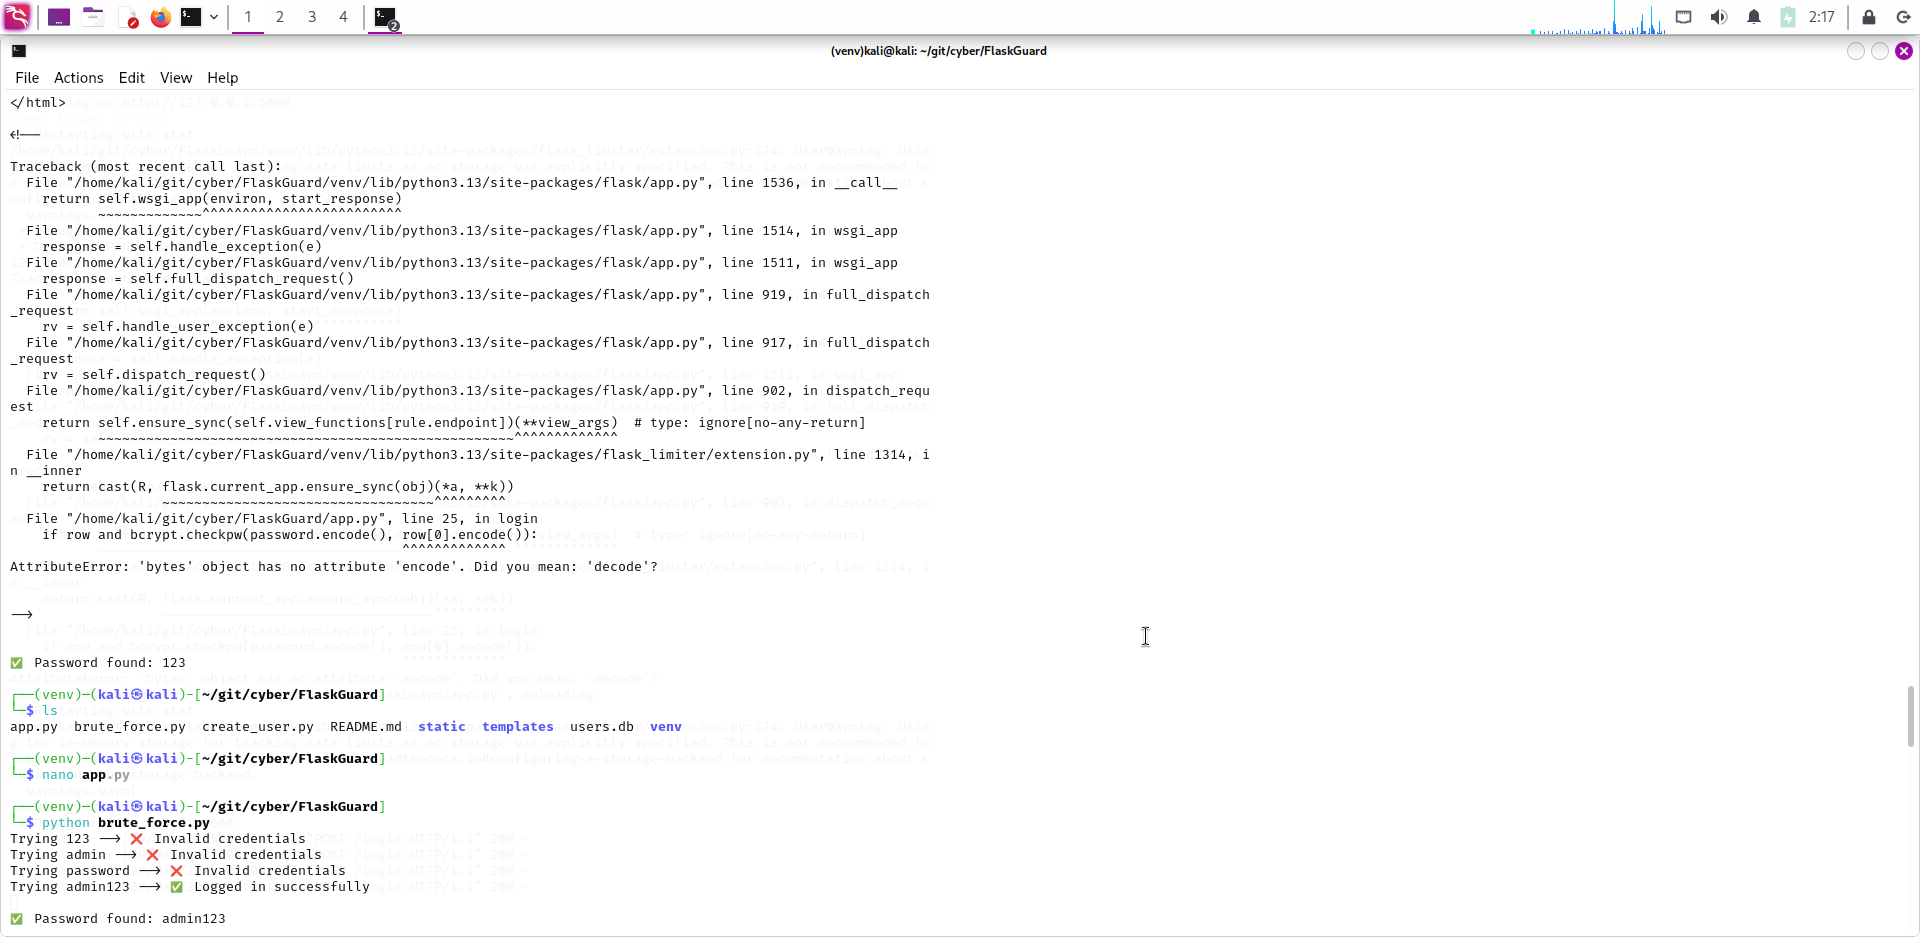 1 2 3 4 2 2:17
(venv)kali@kali: ~/git/cyber/FlaskGuard
File Actions Edit View Help
</html>
<!--
Traceback (most recent call last):
  File "/home/kali/git/cyber/FlaskGuard/venv/lib/python3.13/site-packages/flask/app.py", line 1536, in __call__
    return self.wsgi_app(environ, start_response)
           ~~~~~~~~~~~~~^^^^^^^^^^^^^^^^^^^^^^^^^
  File "/home/kali/git/cyber/FlaskGuard/venv/lib/python3.13/site-packages/flask/app.py", line 1514, in wsgi_app
    response = self.handle_exception(e)
  File "/home/kali/git/cyber/FlaskGuard/venv/lib/python3.13/site-packages/flask/app.py", line 1511, in wsgi_app
    response = self.full_dispatch_request()
  File "/home/kali/git/cyber/FlaskGuard/venv/lib/python3.13/site-packages/flask/app.py", line 919, in full_dispatch
_request
    rv = self.handle_user_exception(e)
  File "/home/kali/git/cyber/FlaskGuard/venv/lib/python3.13/site-packages/flask/app.py", line 917, in full_dispatch
_request
    rv = self.dispatch_request()
  File "/home/kali/git/cyber/FlaskGuard/venv/lib/python3.13/site-packages/flask/app.py", line 902, in dispatch_requ
est
    return self.ensure_sync(self.view_functions[rule.endpoint])(**view_args)  # type: ignore[no-any-return]
           ~~~~~~~~~~~~~~~~~~~~~~~~~~~~~~~~~~~~~~~~~~~~~~~~~~~~^^^^^^^^^^^^^
  File "/home/kali/git/cyber/FlaskGuard/venv/lib/python3.13/site-packages/flask_limiter/extension.py", line 1314, i
n __inner
    return cast(R, flask.current_app.ensure_sync(obj)(*a, **k))
                   ~~~~~~~~~~~~~~~~~~~~~~~~~~~~~~~~~~^^^^^^^^^
  File "/home/kali/git/cyber/FlaskGuard/app.py", line 25, in login
    if row and bcrypt.checkpw(password.encode(), row[0].encode()):
                                                 ^^^^^^^^^^^^^
AttributeError: 'bytes' object has no attribute 'encode'. Did you mean: 'decode'?
-->
✅ Password found: 123
┌──(venv)─(kali㉿kali)-[~/git/cyber/FlaskGuard]
└─$ ls
app.py  brute_force.py  create_user.py  README.md  static  templates  users.db  venv
┌──(venv)─(kali㉿kali)-[~/git/cyber/FlaskGuard]
└─$ nano app.py
┌──(venv)─(kali㉿kali)-[~/git/cyber/FlaskGuard]
└─$ python brute_force.py
Trying 123 --> ❌ Invalid credentials
Trying admin --> ❌ Invalid credentials
Trying password --> ❌ Invalid credentials
Trying admin123 --> ✅ Logged in successfully
✅ Password found: admin123